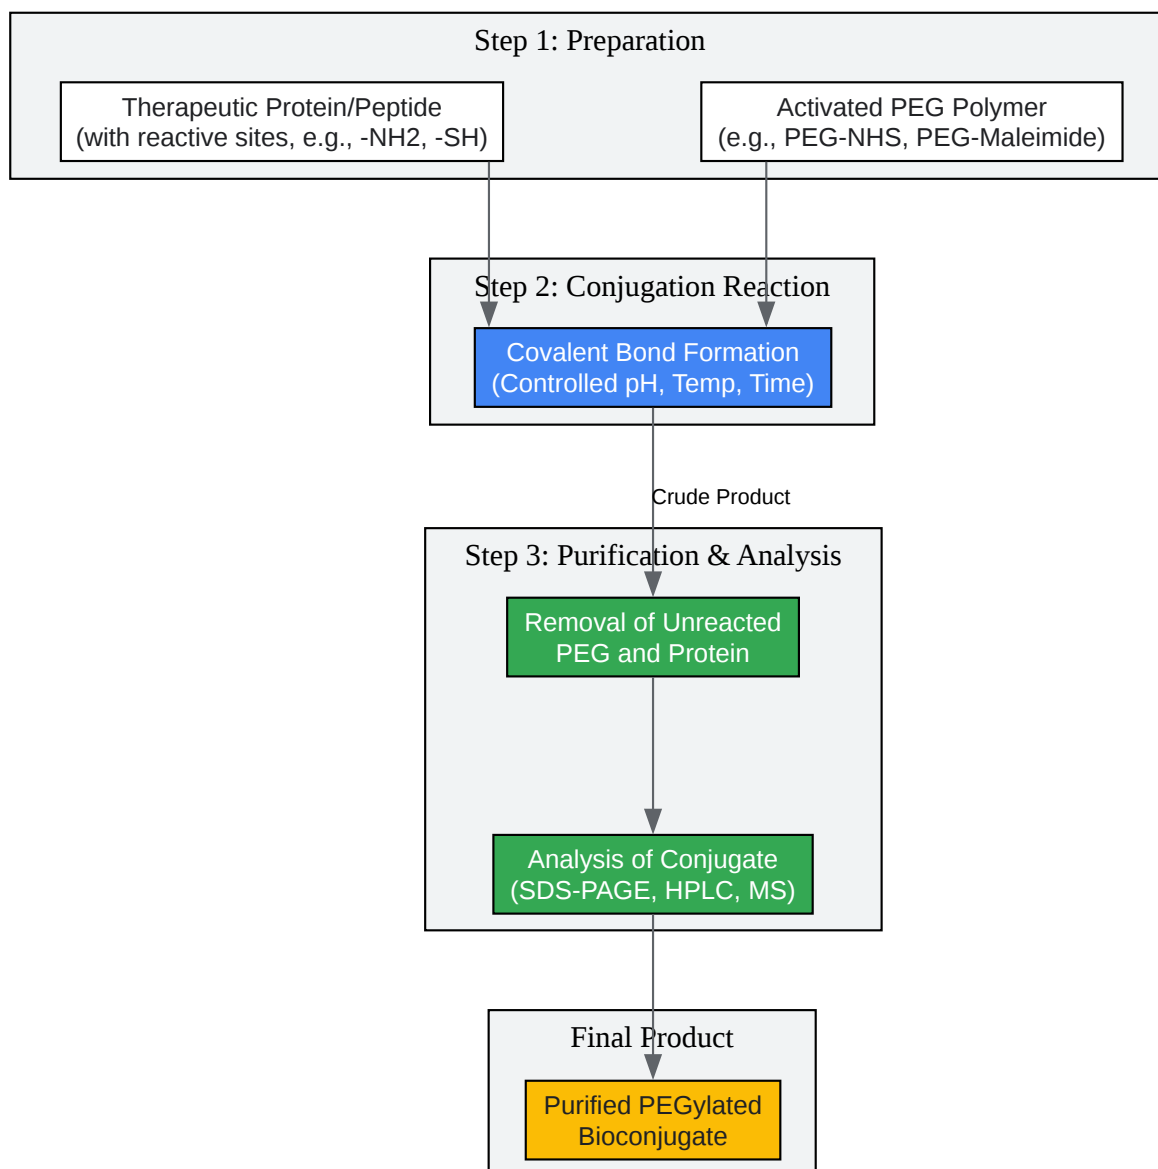 Step 1: Preparation
Therapeutic Protein/Peptide
(with reactive sites, e.g., -NH2, -SH)
Activated PEG Polymer
(e.g., PEG-NHS, PEG-Maleimide)
Step 2: Conjugation Reaction
Covalent Bond Formation
(Controlled pH, Temp, Time)
Crude Product
Step 3: Purification & Analysis
Removal of Unreacted
PEG and Protein
Analysis of Conjugate
(SDS-PAGE, HPLC, MS)
Final Product
Purified PEGylated
Bioconjugate